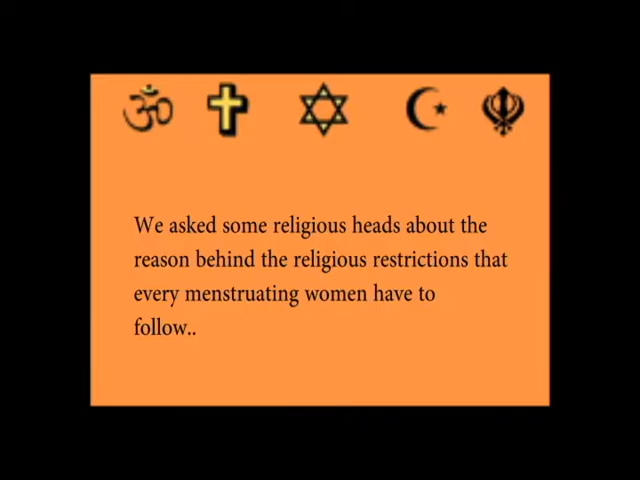 We asked some religious heads about the
reason behind the religious restrictions that
every menstruating women have to
follow..